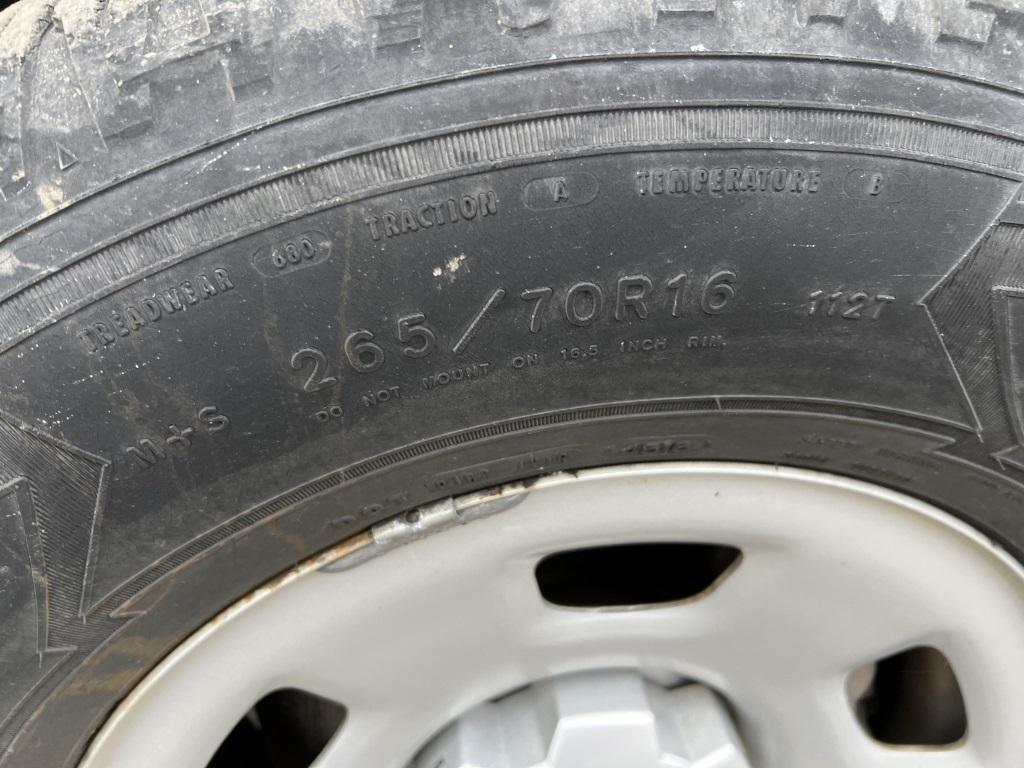 TREADWEAR 680 TRACTION A TEMPERATURE B
M+S 265/70R16 112T
DO NOT MOUNT ON 16.5 INCH RIM.